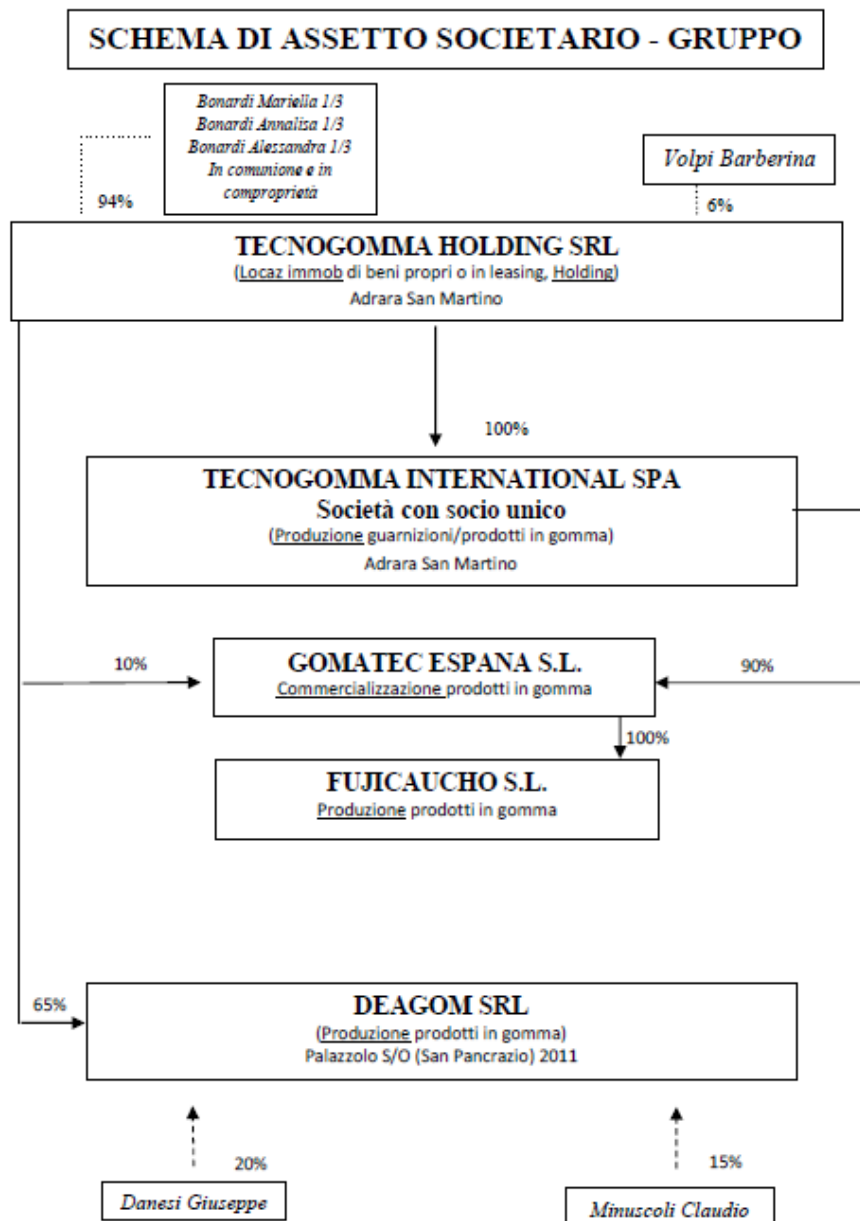 SCHEMA DI ASSETTO SOCIETARIO - GRUPPO
Bonardi Mariella 1/3
Bonardi Annalisa 1/3
Bonardi Alessandra 1/3
In comunione e in
comproprietà
Volpi Barberina
94%
6%
TECNOGOMMA HOLDING SRL
(Locaz immob di beni propri o in leasing, Holding)
Adrara San Martino
100%
TECNOGOMMA INTERNATIONAL SPA
Società con socio unico
(Produzione guarnizioni/prodotti in gomma)
Adrara San Martino
10%
GOMATEC ESPANA S.L.
Commercializzazione prodotti in gomma
90%
100%
FUJICAUCHO S.L.
Produzione prodotti in gomma
65%
DEAGOM SRL
(Produzione prodotti in gomma)
Palazzolo S/O (San Pancrazio) 2011
20%
15%
Danesi Giuseppe
Minuscoli Claudio